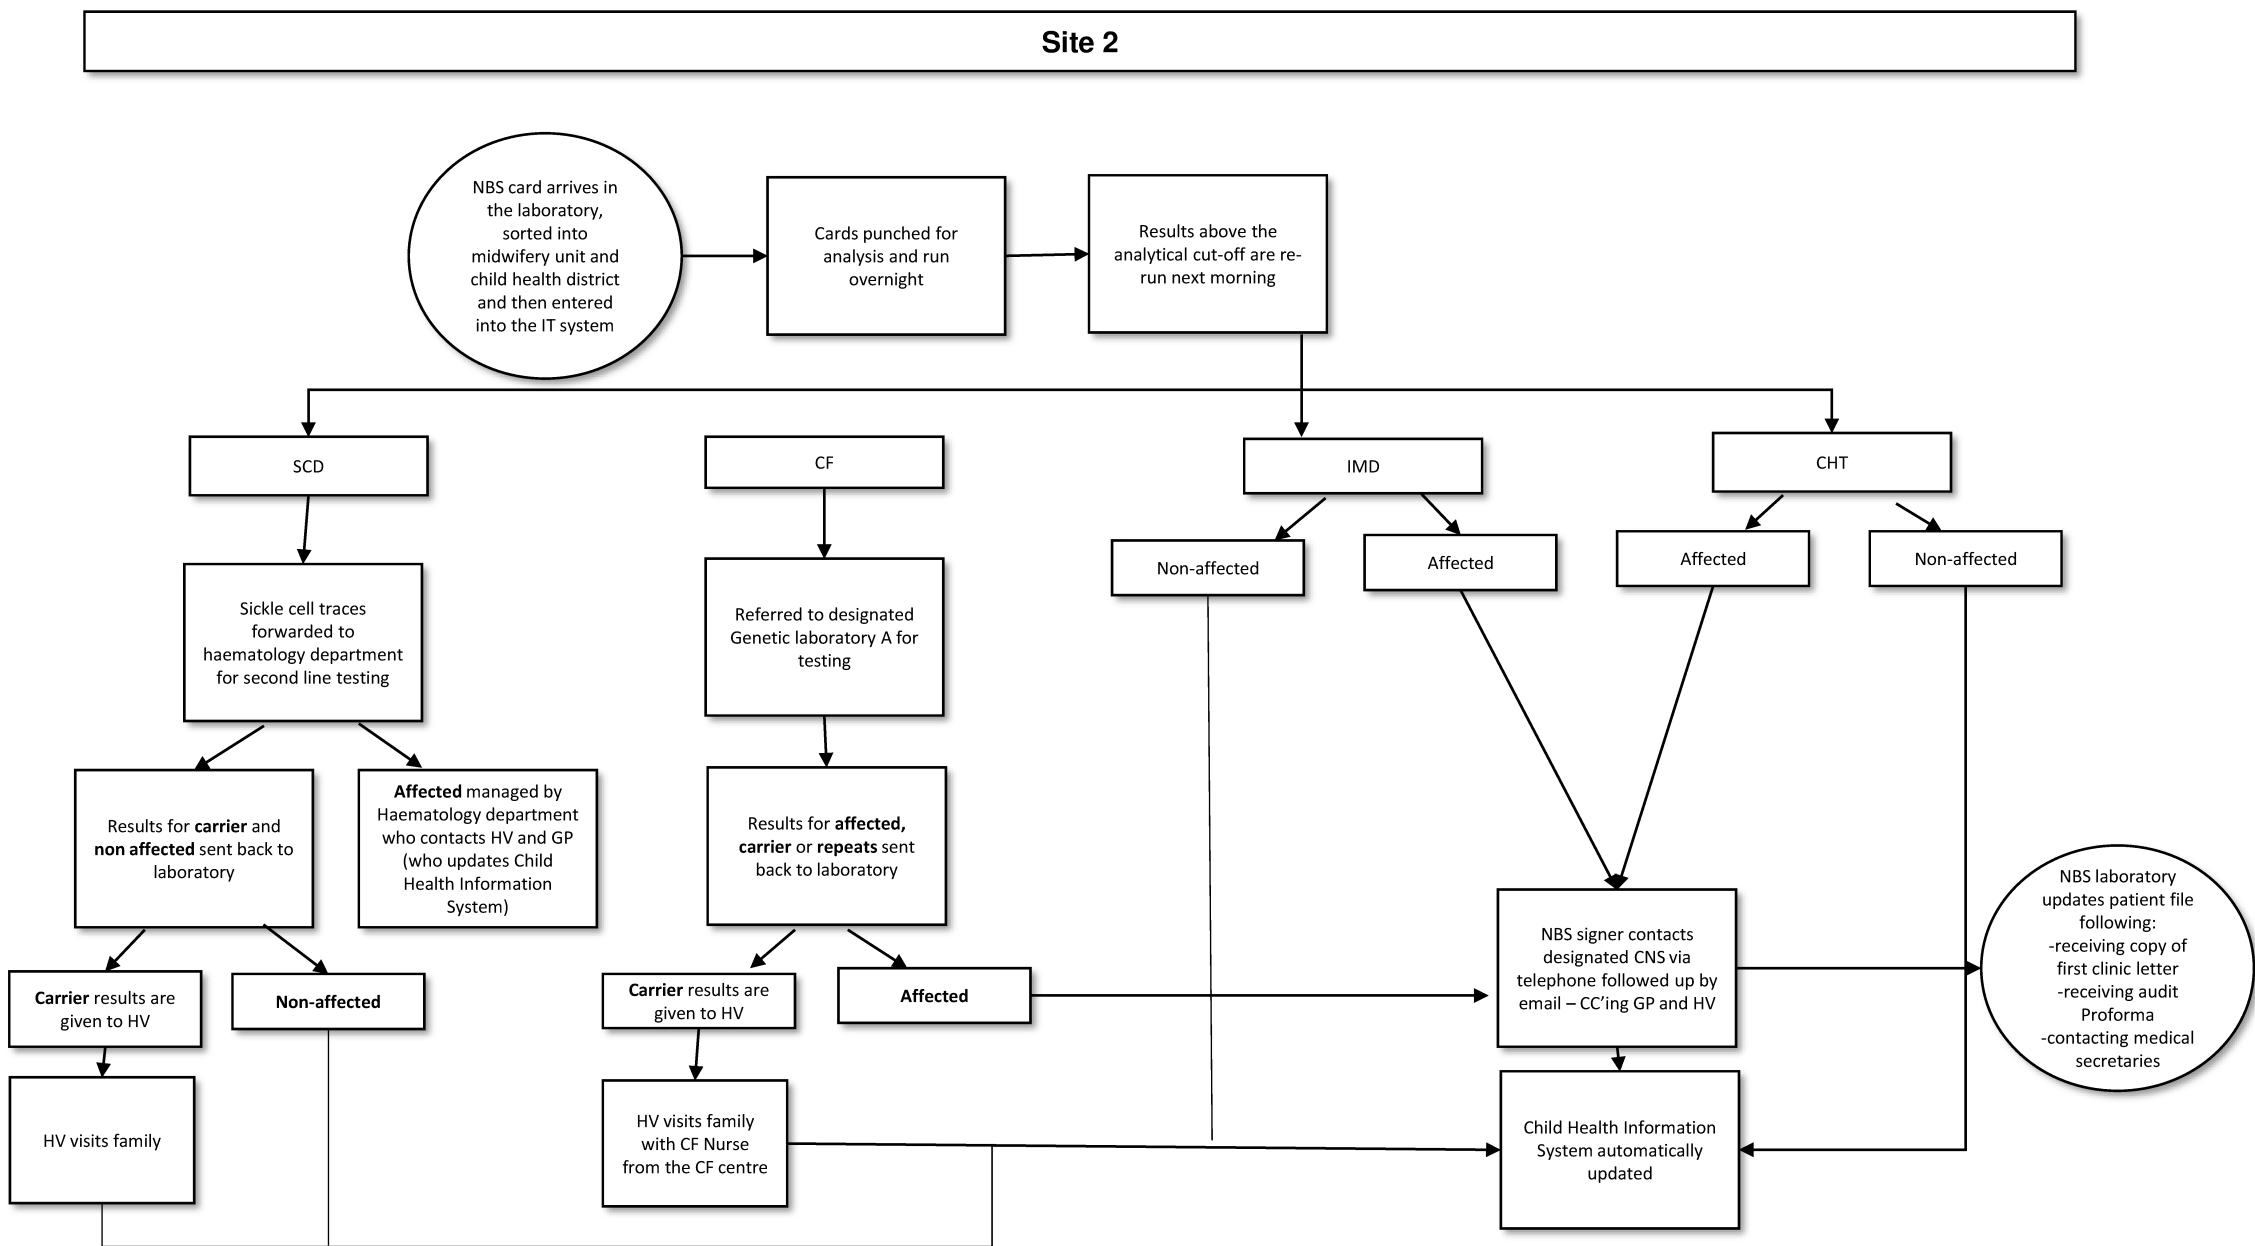 Site 2
NBS card arrives in
the laboratory,
sorted into
midwifery unit and
child health district
and then entered
into the IT system
Cards punched for
analysis and run
overnight
Results above the
analytical cut-off are re-
run next morning
SCD
CF
IMD
CHT
Non-affected
Affected
Affected
Non-affected
Sickle cell traces
forwarded to
haematology department
for second line testing
Referred to designated
Genetic laboratory A for
testing
Results for carrier and
non affected sent back to
laboratory
Affected managed by
Haematology department
who contacts HV and GP
(who updates Child
Health Information
System)
Results for affected,
carrier or repeats sent
back to laboratory
Carrier results are
given to HV
Non-affected
Carrier results are
given to HV
Affected
NBS signer contacts
designated CNS via
telephone followed up by
email – CC’ing GP and HV
NBS laboratory
updates patient file
following:
-receiving copy of
first clinic letter
-receiving audit
Proforma
-contacting medical
secretaries
HV visits family
HV visits family
with CF Nurse
from the CF centre
Child Health Information
System automatically
updated